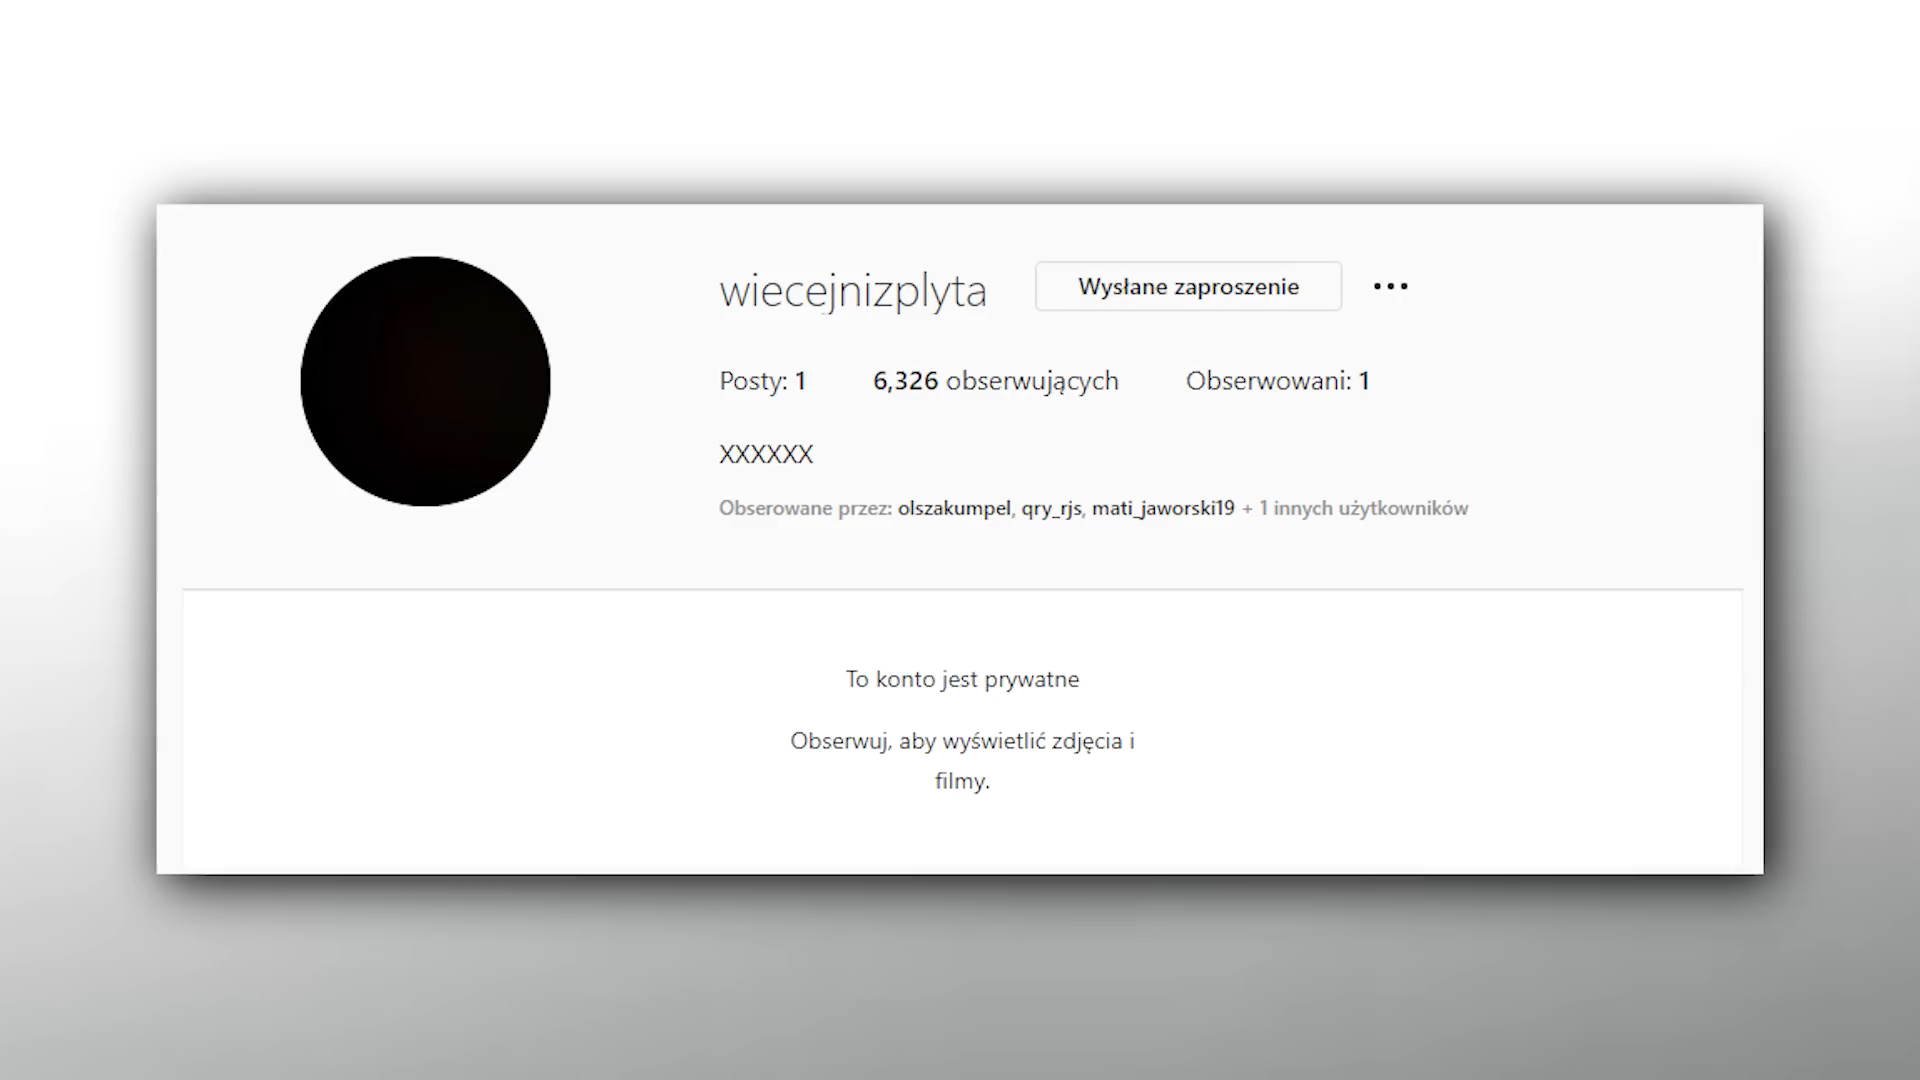 wiecejnizplyta Wysłane zaproszenie
Posty: 1 6,326 obserwujących Obserwowani: 1
XXXXXX
Obserowane przez: olszakumpel, qry_rjs, mati_jaworski19 + 1 innych użytkowników
To konto jest prywatne
Obserwuj, aby wyświetlić zdjęcia i
filmy.